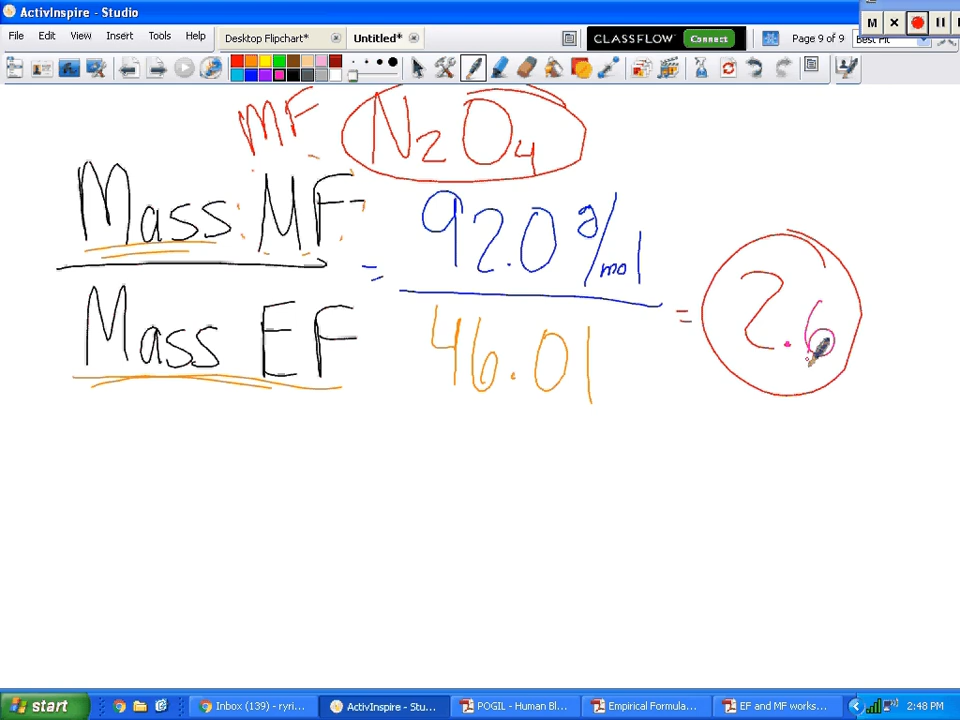 ActivInspire - Studio
M
File Edit View Insert Tools Help
Desktop Flipchart* Untitled*
CLASSFLOW Connect
Page 9 of 9
Best Fit
MF N2O4
Mass MF = 92.0 g/mol
Mass EF 46.01
= 2.6
start
Inbox (139) - ryri...
ActivInspire - Stu...
POGIL - Human Bl...
Empirical Formula...
EF and MF works...
2:48 PM